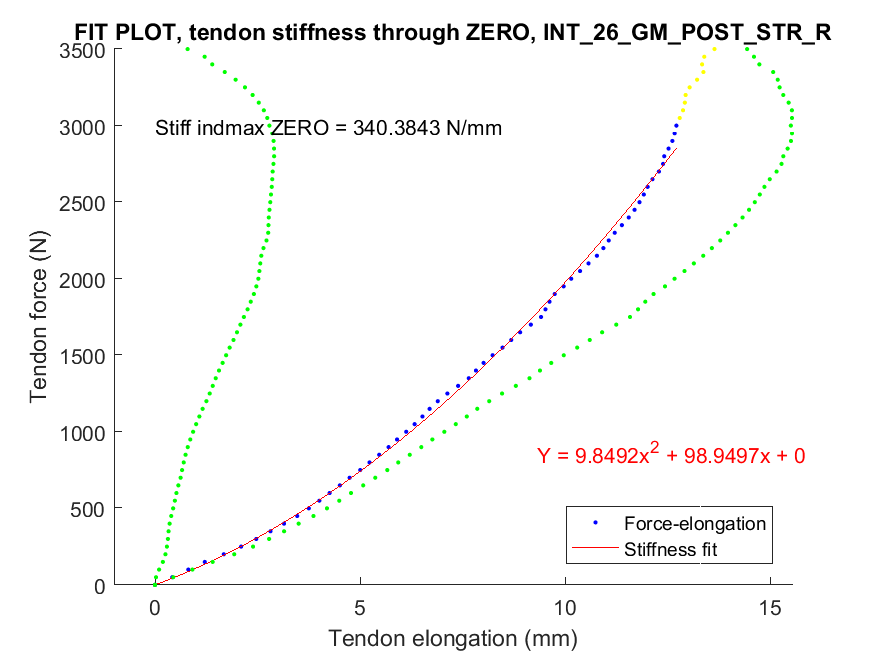 FIT PLOT, tendon stiffness through ZERO, INT_26_GM_POST_STR_R
3500
3000
2500
2000
1500
1000
500
0
Tendon force (N)
Stiff indmax ZERO = 340.3843 N/mm
Y = 9.8492x² + 98.9497x + 0
Force-elongation
Stiffness fit
0 5 10 15
Tendon elongation (mm)